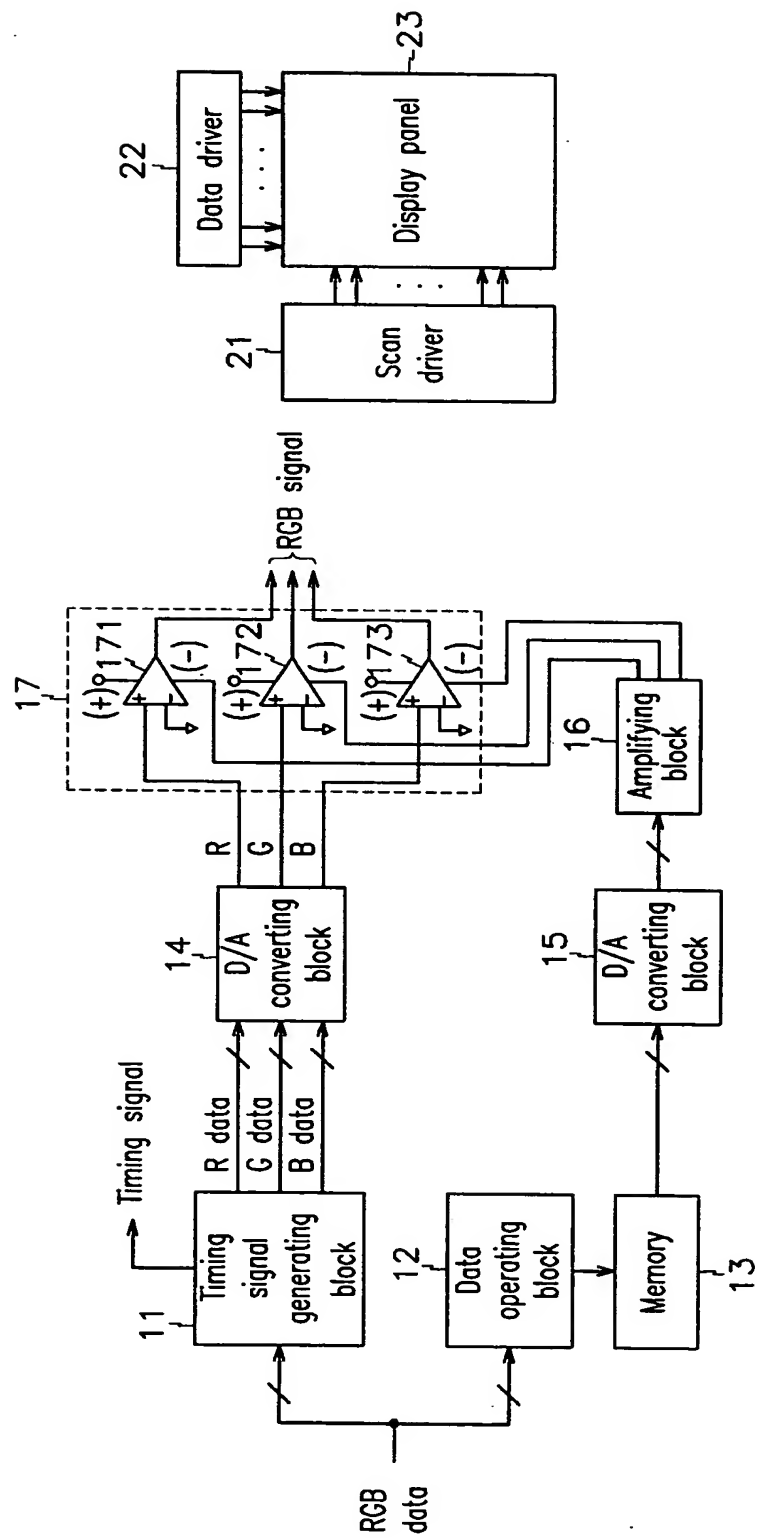 RGB
data
11
Timing
signal
generating
block
Timing signal
R data
G data
B data
14
D/A
converting
block
R
G
B
17
(+)
171
+
−
(-)
(+)
172
+
−
(-)
(+)
173
+
−
(-)
RGB signal
12
Data
operating
block
Memory
13
15
D/A
converting
block
16
Amplifying
block
21
Scan
driver
22
Data driver
Display panel
23